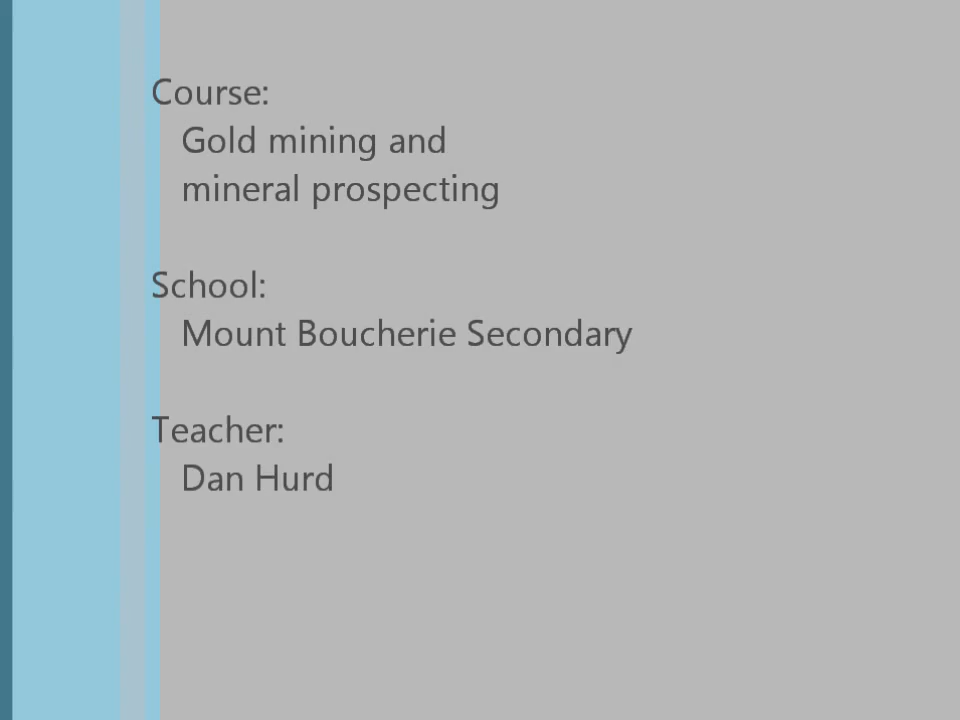 Course:
Gold mining and
mineral prospecting
School:
Mount Boucherie Secondary
Teacher:
Dan Hurd